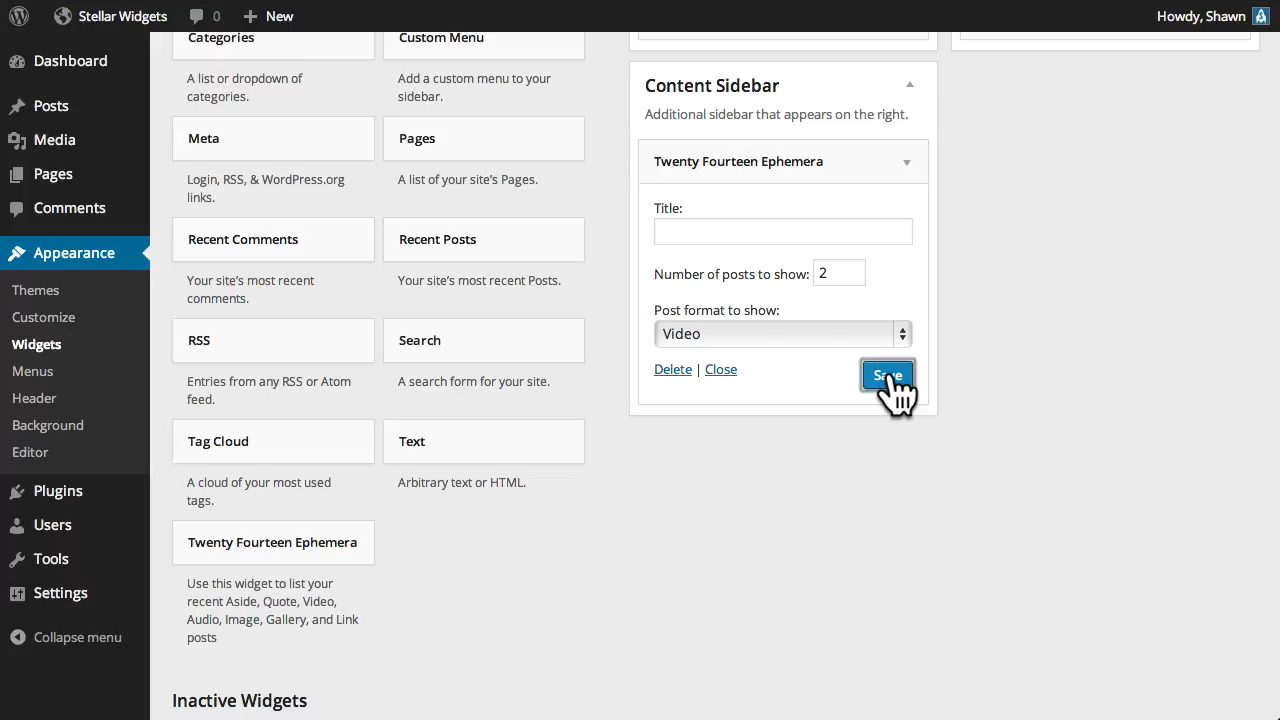 Stellar Widgets 0 New Howdy, Shawn
Dashboard
Posts
Media
Pages
Comments
Appearance
Themes
Customize
Widgets
Menus
Header
Background
Editor
Plugins
Users
Tools
Settings
Collapse menu
Categories
A list or dropdown of
categories.
Custom Menu
Add a custom menu to your
sidebar.
Meta
Login, RSS, & WordPress.org
links.
Pages
A list of your site's Pages.
Recent Comments
Your site's most recent
comments.
Recent Posts
Your site's most recent Posts.
RSS
Entries from any RSS or Atom
feed.
Search
A search form for your site.
Tag Cloud
A cloud of your most used
tags.
Text
Arbitrary text or HTML.
Twenty Fourteen Ephemera
Use this widget to list your
recent Aside, Quote, Video,
Audio, Image, Gallery, and Link
posts
Inactive Widgets
Content Sidebar
Additional sidebar that appears on the right.
Twenty Fourteen Ephemera
Title:
Number of posts to show: 2
Post format to show:
Video
Delete | Close Save